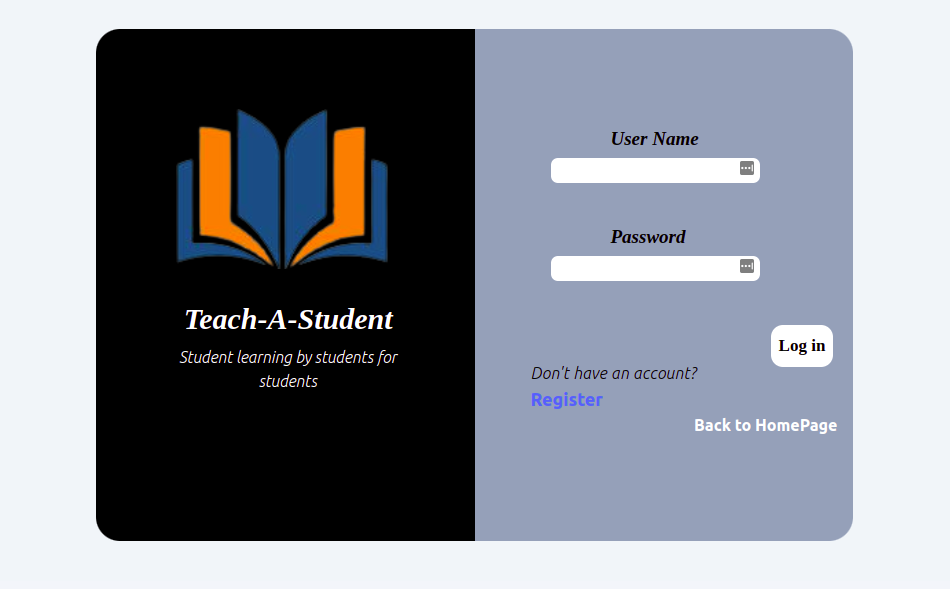 Teach-A-Student
Student learning by students for
students
User Name
Password
Log in
Don't have an account?
Register
Back to HomePage